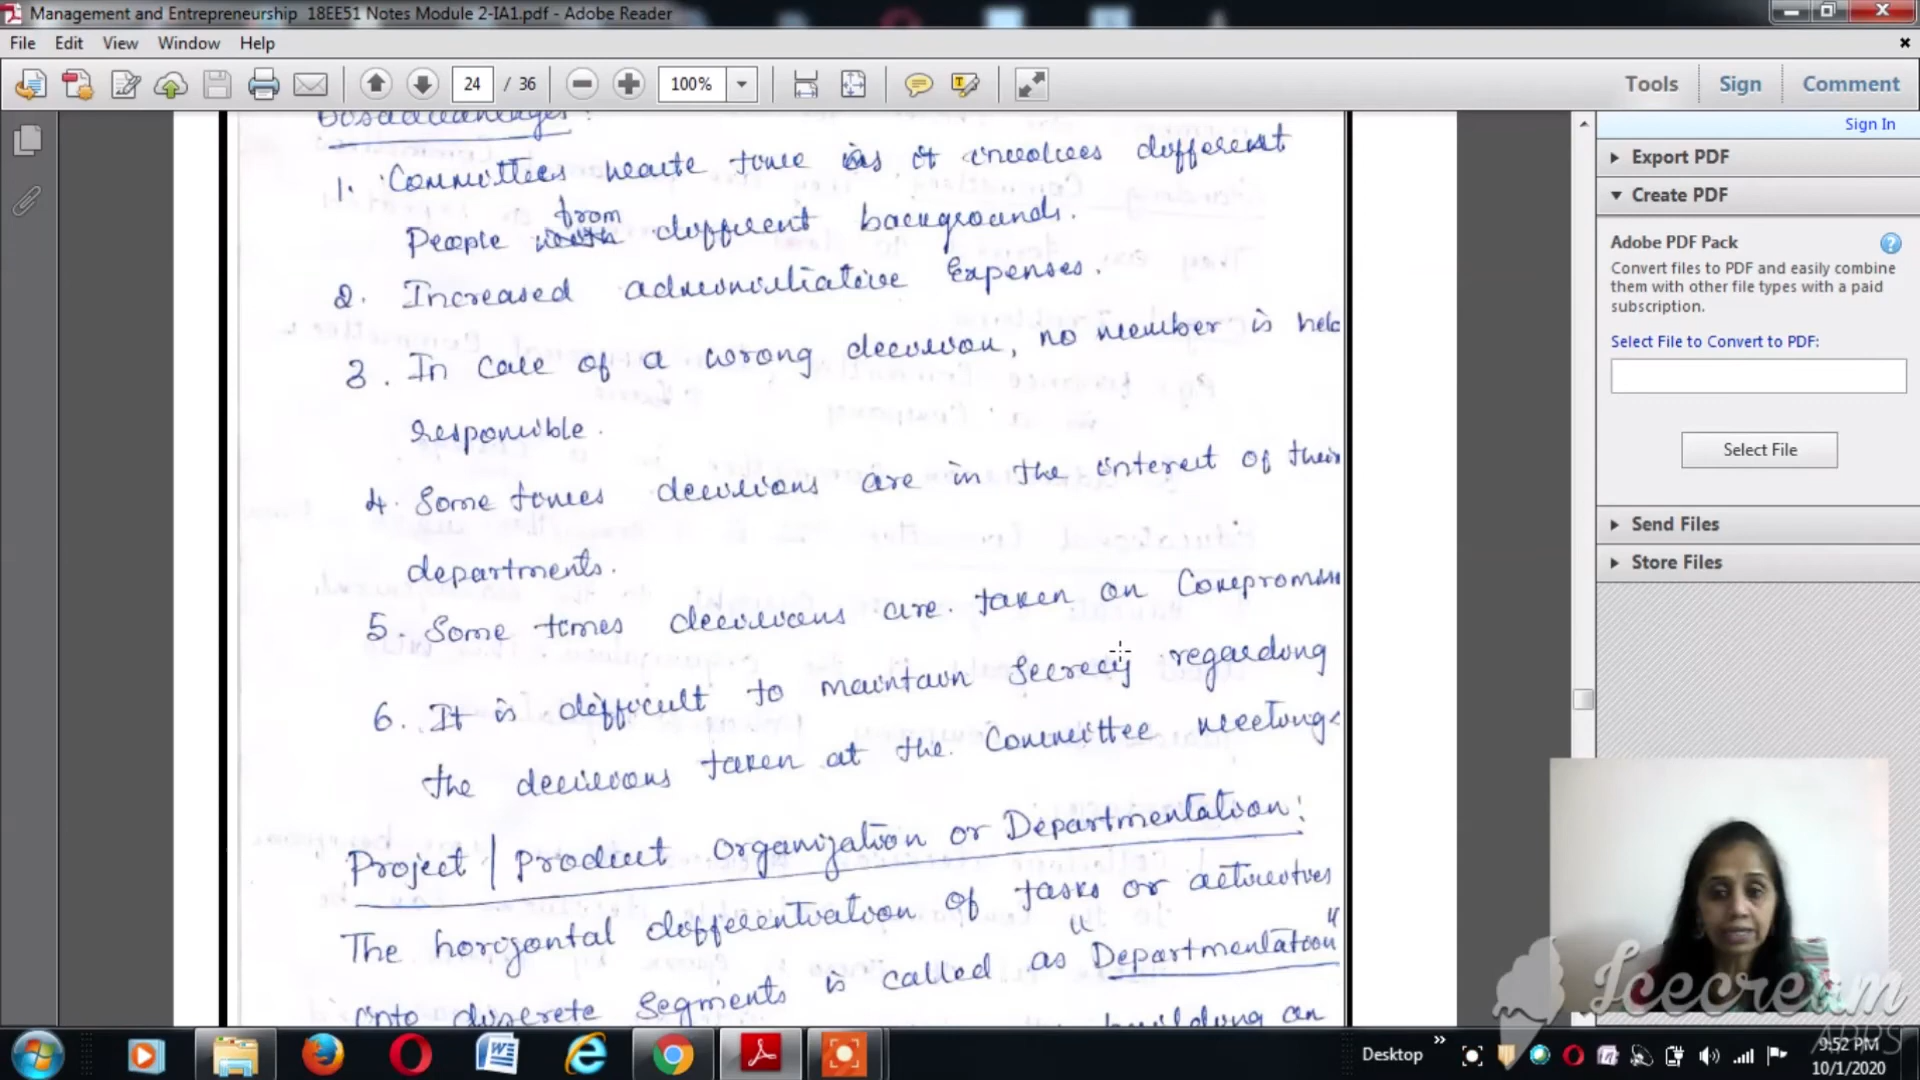 Management and Entrepreneurship 18EE51 Notes Module 2-IA1.pdf - Adobe Reader
File Edit View Window Help
24 / 36 100% Tools Sign Comment
Sign In
Export PDF
Create PDF
Adobe PDF Pack
Convert files to PDF and easily combine
them with other file types with a paid
subscription.
Select File to Convert to PDF:
Select File
Send Files
Store Files
Disadvantages :
1. Committees waste time as it involves different
People from different backgrounds.
2. Increased administrative Expenses.
3. In case of a wrong decision, no member is held
responsible.
4. Some times decisions are in the interest of their
departments.
5. Some times decisions are taken on Compromise
6. It is difficult to maintain Secrecy regarding
the decisions taken at the Committee meetings
Project / Product Organization or Departmentation:
The horizontal differentiation of tasks or activities
into discrete Segments is called as "Departmentation"
building an
Icecream
APPS
Desktop
9:52 PM
10/1/2020